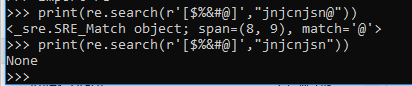 >>> print(re.search(r'[$%&#@]',"jnjcnjsn@"))
<_sre.SRE_Match object; span=(8, 9), match='@'>
>>> print(re.search(r'[$%&#@]',"jnjcnjsn"))
None
>>>